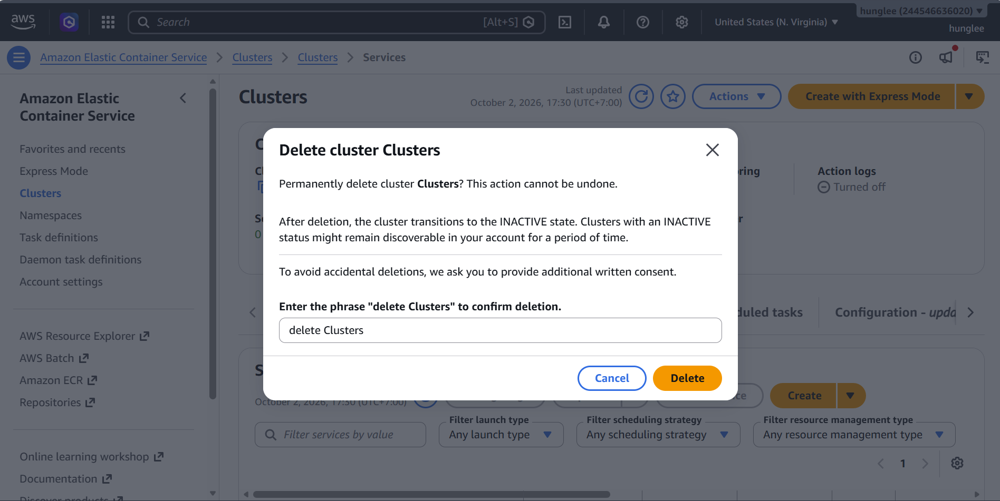 aws
Search
[Alt+S]
United States (N. Virginia)
hunglee (244546636020)
hunglee
Amazon Elastic Container Service
Clusters
Clusters
Services
Amazon Elastic
Container Service
Favorites and recents
Express Mode
Clusters
Namespaces
Task definitions
Daemon task definitions
Account settings
AWS Resource Explorer
AWS Batch
Amazon ECR
Repositories
Online learning workshop
Documentation
Discover products
Clusters
Last updated
October 2, 2026, 17:30 (UTC+7:00)
Actions
Create with Express Mode
Action logs
Turned off
0
Delete cluster Clusters
Permanently delete cluster Clusters? This action cannot be undone.
After deletion, the cluster transitions to the INACTIVE state. Clusters with an INACTIVE
status might remain discoverable in your account for a period of time.
To avoid accidental deletions, we ask you to provide additional written consent.
Enter the phrase "delete Clusters" to confirm deletion.
delete Clusters
Cancel
Delete
tasks
Configuration - upda
October 2, 2026, 17:30 (UTC+7:00)
Create
Filter services by value
Filter launch type
Any launch type
Filter scheduling strategy
Any scheduling strategy
Filter resource management type
Any resource management type
1